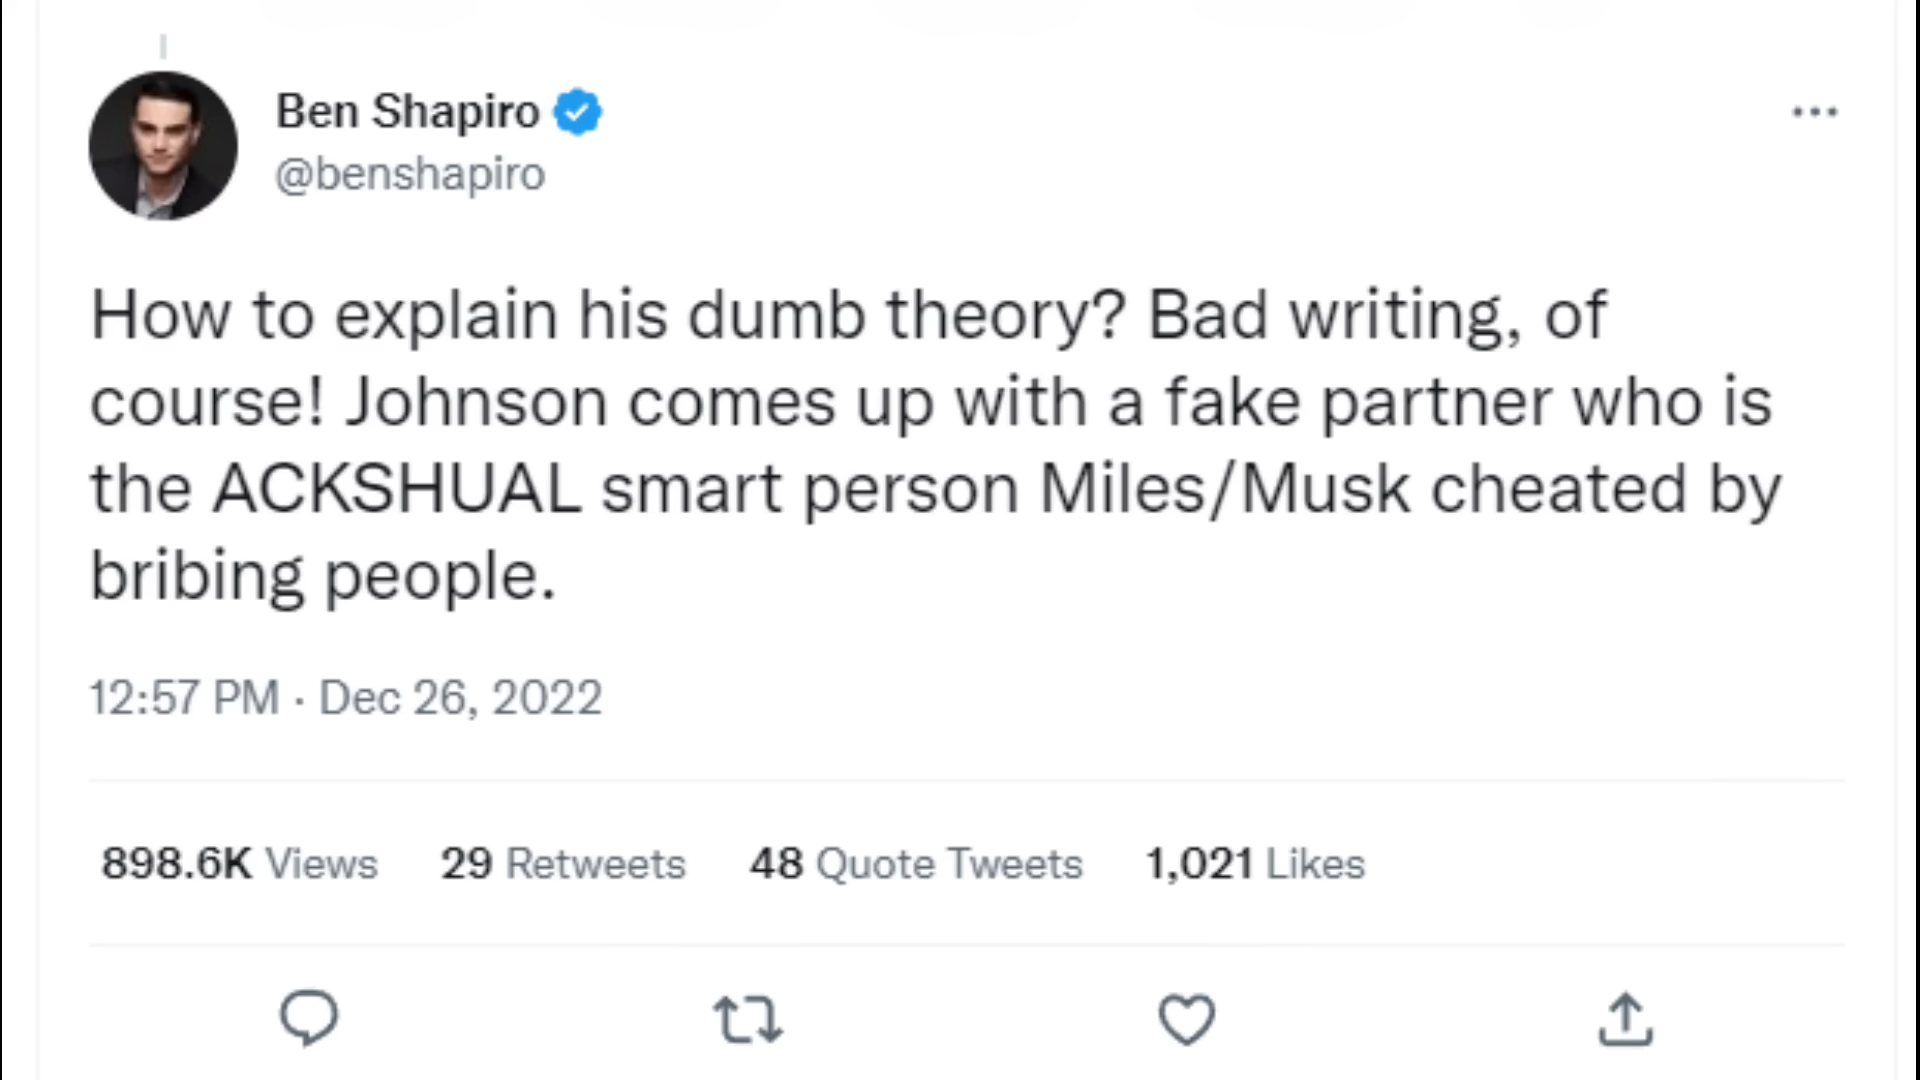 Ben Shapiro
@benshapiro
How to explain his dumb theory? Bad writing, of
course! Johnson comes up with a fake partner who is
the ACKSHUAL smart person Miles/Musk cheated by
bribing people.
12:57 PM · Dec 26, 2022
898.6K Views 29 Retweets 48 Quote Tweets 1,021 Likes